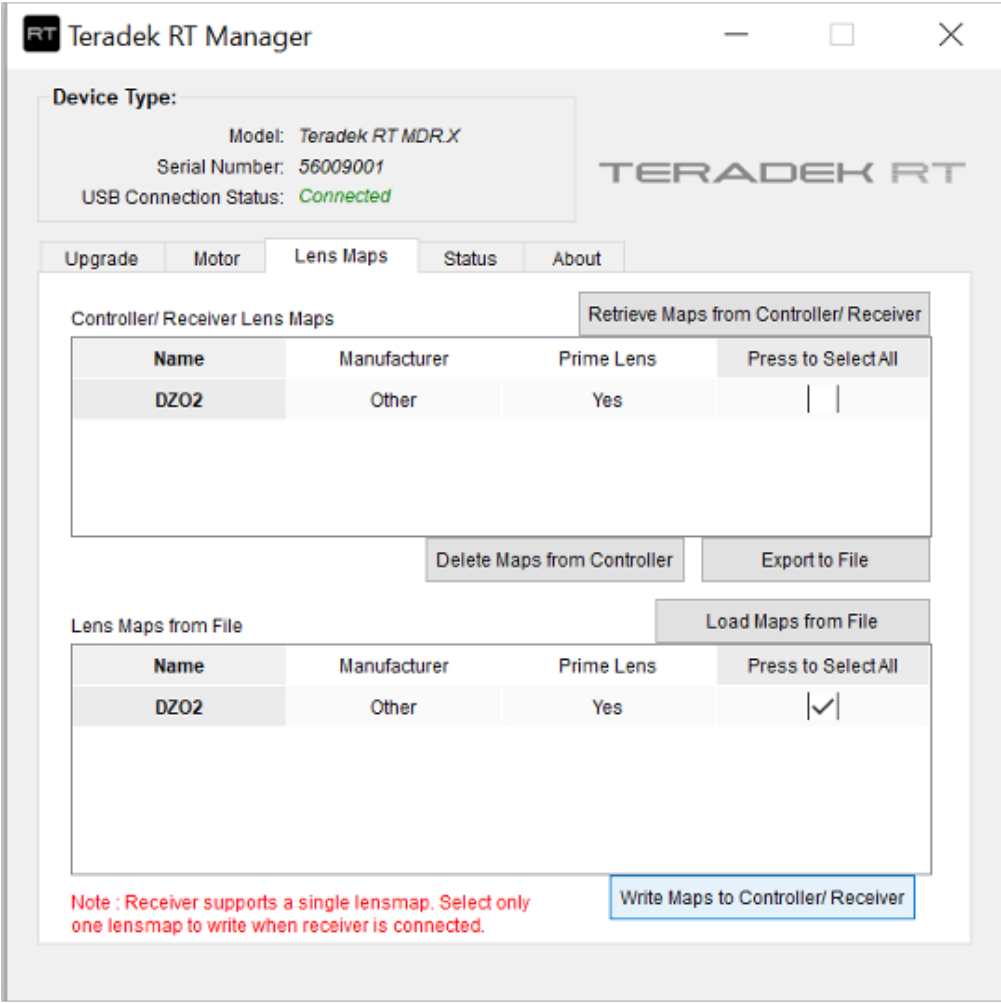 RT Teradek RT Manager
Device Type:
Model: Teradek RT MDR.X
Serial Number: 56009001
USB Connection Status: Connected
TERADEK RT
Upgrade Motor Lens Maps Status About
Controller/ Receiver Lens Maps
Retrieve Maps from Controller/ Receiver
Name Manufacturer Prime Lens Press to Select All
DZO2 Other Yes
Delete Maps from Controller Export to File
Lens Maps from File
Load Maps from File
Name Manufacturer Prime Lens Press to Select All
DZO2 Other Yes
Note : Receiver supports a single lensmap. Select only
one lensmap to write when receiver is connected.
Write Maps to Controller/ Receiver